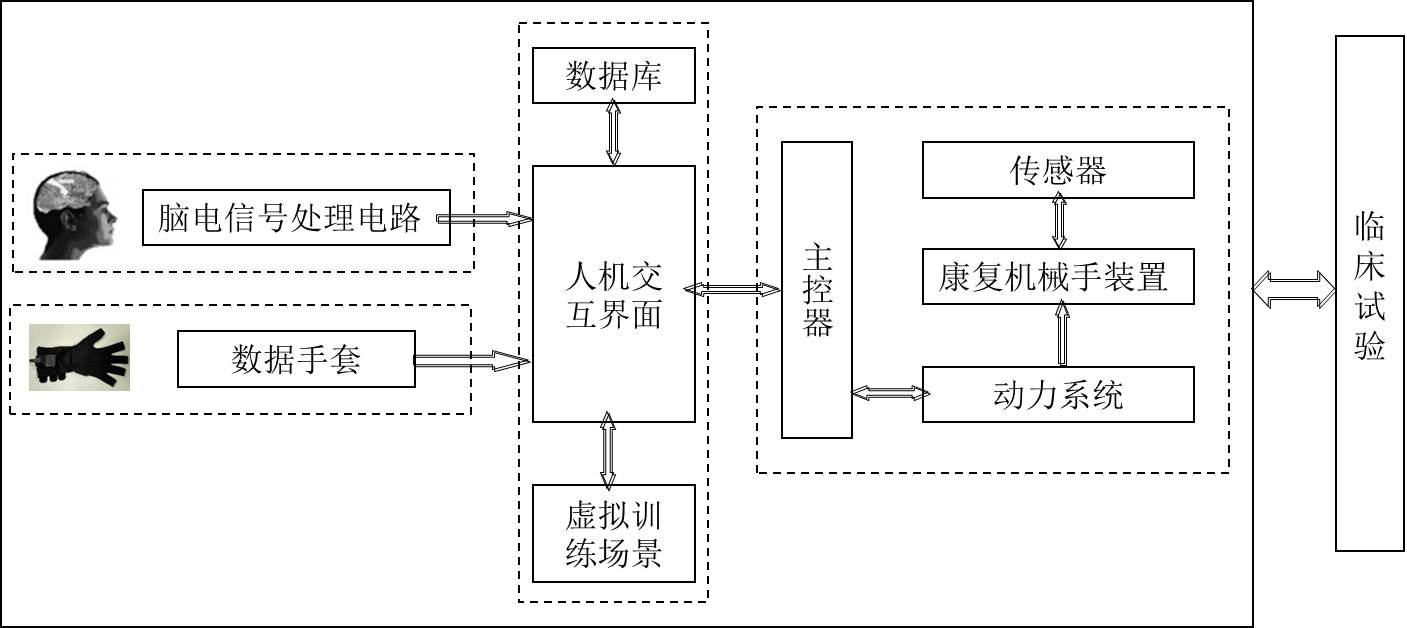 数据库
脑电信号处理电路
数据手套
人机交
互界面
虚拟训
练场景
主控器
传感器
康复机械手装置
动力系统
临床试验